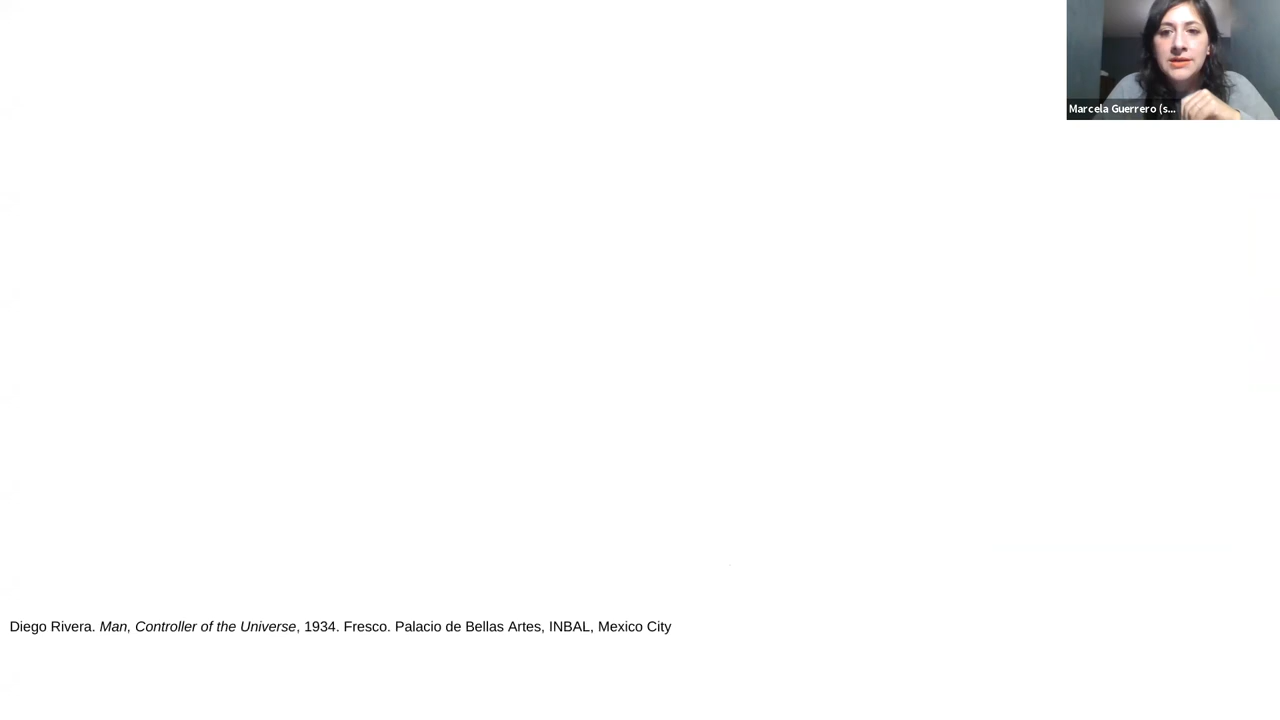 Marcela Guerrero (s...
Diego Rivera. Man, Controller of the Universe, 1934. Fresco. Palacio de Bellas Artes, INBAL, Mexico City